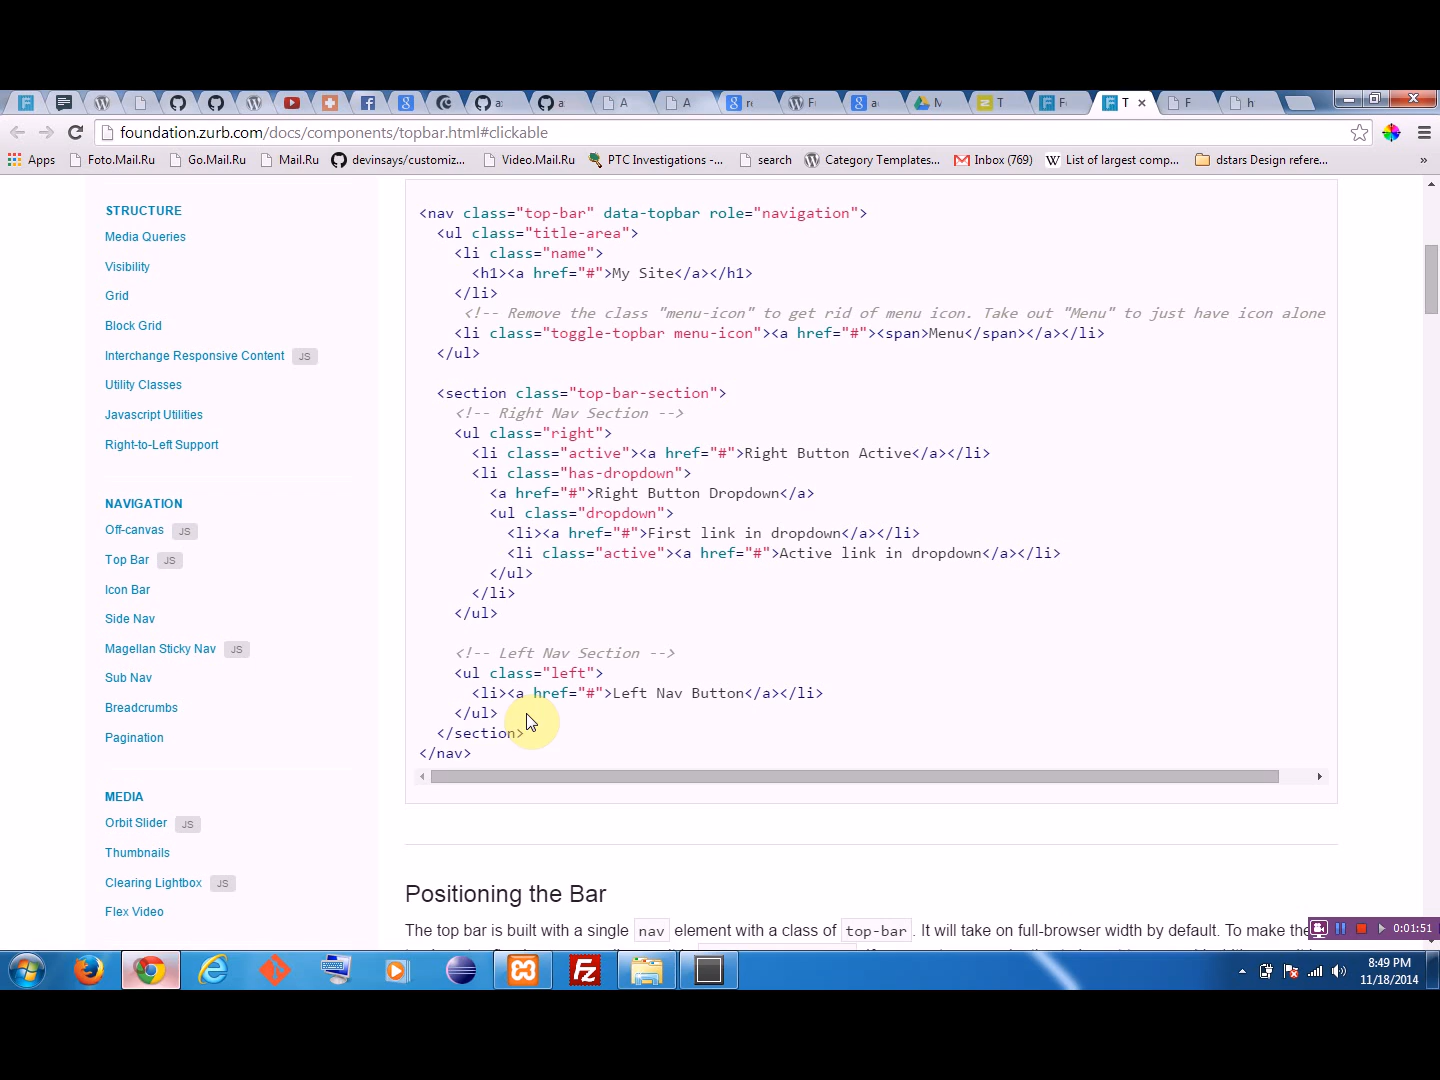 F
a
a
A
A
re
F
a
M
T
F
T
F
h
foundation.zurb.com/docs/components/topbar.html#clickable
Apps Foto.Mail.Ru Go.Mail.Ru Mail.Ru devinsays/customiz... Video.Mail.Ru PTC Investigations -... search Category Templates... Inbox (769) List of largest comp... dstars Design refere... »
STRUCTURE
Media Queries
Visibility
Grid
Block Grid
Interchange Responsive Content JS
Utility Classes
Javascript Utilities
Right-to-Left Support
NAVIGATION
Off-canvas JS
Top Bar JS
Icon Bar
Side Nav
Magellan Sticky Nav JS
Sub Nav
Breadcrumbs
Pagination
MEDIA
Orbit Slider JS
Thumbnails
Clearing Lightbox JS
Flex Video
<nav class="top-bar" data-topbar role="navigation">
<ul class="title-area">
<li class="name">
<h1><a href="#">My Site</a></h1>
</li>
<!-- Remove the class "menu-icon" to get rid of menu icon. Take out "Menu" to just have icon alone
<li class="toggle-topbar menu-icon"><a href="#"><span>Menu</span></a></li>
</ul>
<section class="top-bar-section">
<!-- Right Nav Section -->
<ul class="right">
<li class="active"><a href="#">Right Button Active</a></li>
<li class="has-dropdown">
<a href="#">Right Button Dropdown</a>
<ul class="dropdown">
<li><a href="#">First link in dropdown</a></li>
<li class="active"><a href="#">Active link in dropdown</a></li>
</ul>
</li>
</ul>
<!-- Left Nav Section -->
<ul class="left">
<li><a href="#">Left Nav Button</a></li>
</ul>
</section>
</nav>
Positioning the Bar
The top bar is built with a single nav element with a class of top-bar. It will take on full-browser width by default. To make the
0:01:51
8:49 PM
11/18/2014